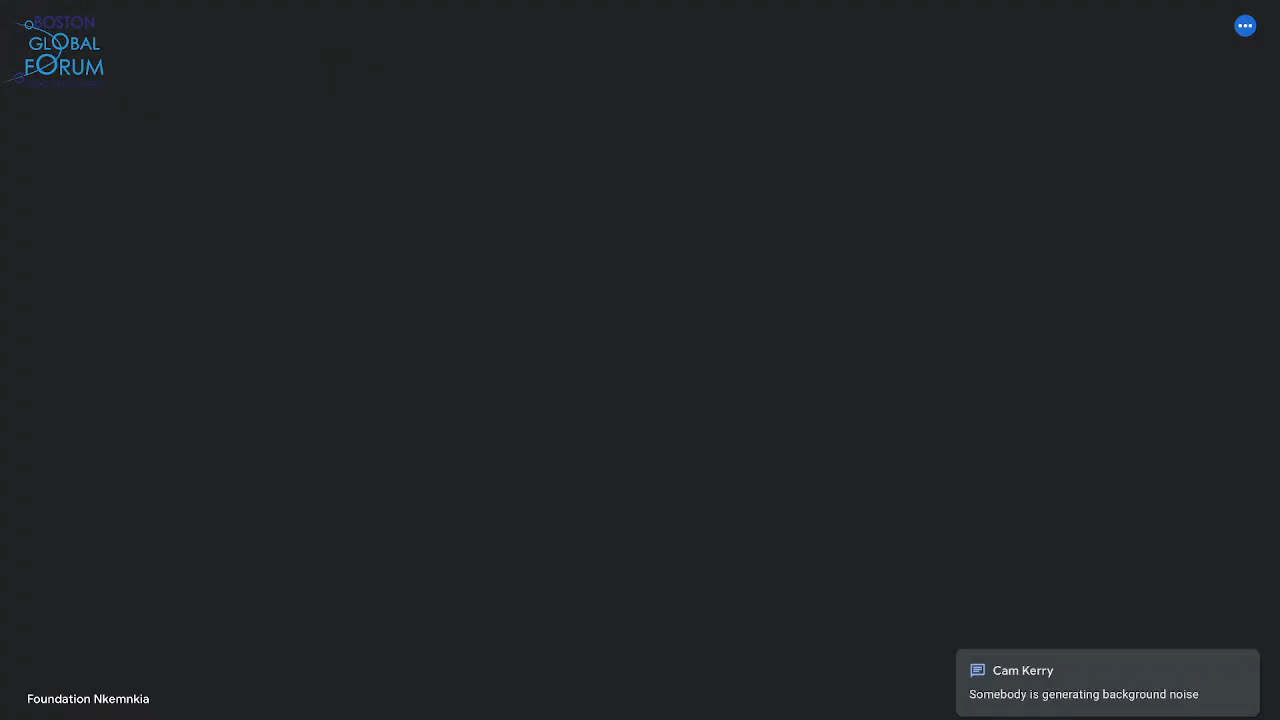 BOSTON
GLOBAL
FORUM
Cam Kerry
Somebody is generating background noise
Foundation Nkemnkia